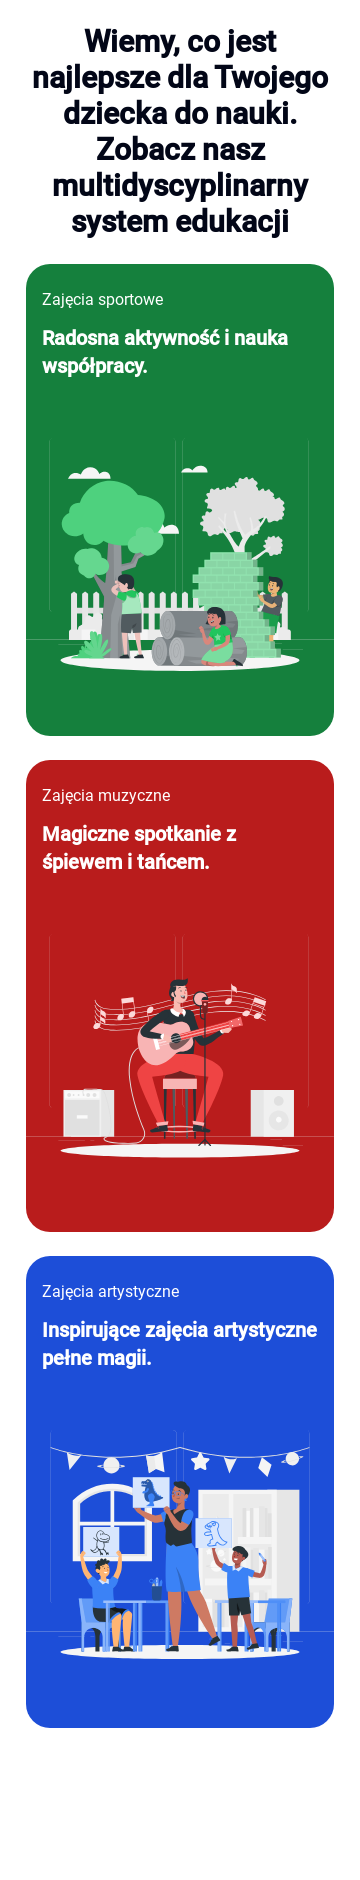 Wiemy, co jest
najlepsze dla Twojego
dziecka do nauki.
Zobacz nasz
multidyscyplinarny
system edukacji
Zajęcia sportowe
Radosna aktywność i nauka
współpracy.
Zajęcia muzyczne
Magiczne spotkanie z
śpiewem i tańcem.
Zajęcia artystyczne
Inspirujące zajęcia artystyczne
pełne magii.